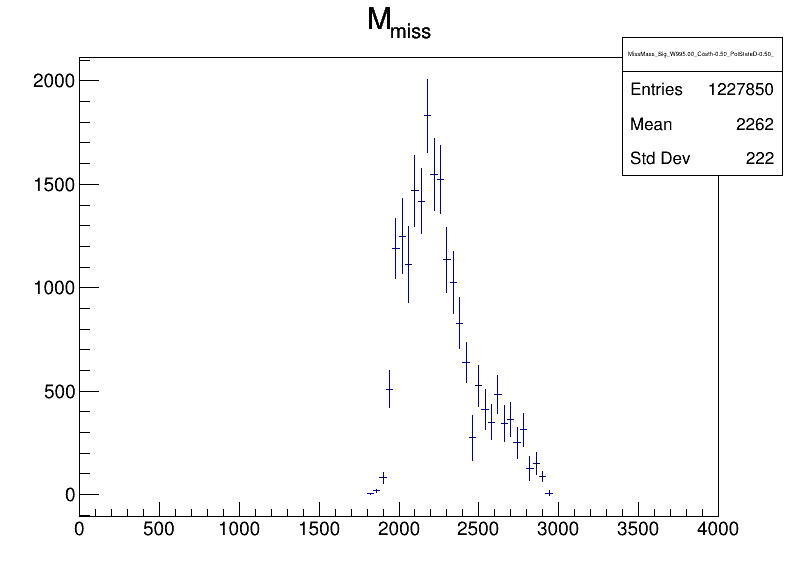 M_miss
MissMass_Sig_W995.00_Costh-0.50_PolStateD-0.50_
Entries 1227850
Mean 2262
Std Dev 222
2000
1500
1000
500
0
0 500 1000 1500 2000 2500 3000 3500 4000